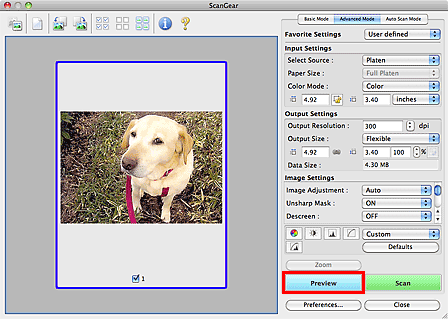 ScanGear
Basic Mode Advanced Mode Auto Scan Mode
Favorite Settings User defined
Input Settings
Select Source : Platen
Paper Size : Full Platen
Color Mode : Color
4.92 3.40 inches
Output Settings
Output Resolution : 300 dpi
Output Size : Flexible
4.92 3.40 100 %
Data Size : 4.30 MB
Image Settings
Image Adjustment : Auto
Unsharp Mask : ON
Descreen : OFF
Custom
Defaults
Zoom
Preview Scan
Preferences... Close
1